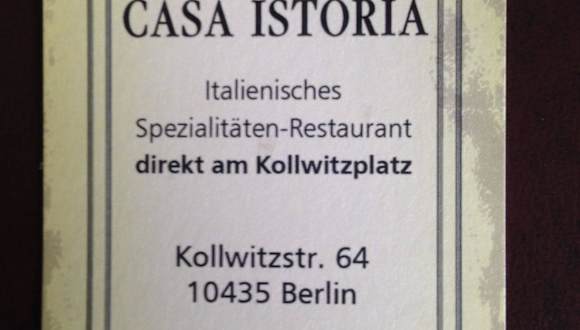 CASA ISTORIA
Italienisches
Spezialitäten-Restaurant
direkt am Kollwitzplatz
Kollwitzstr. 64
10435 Berlin